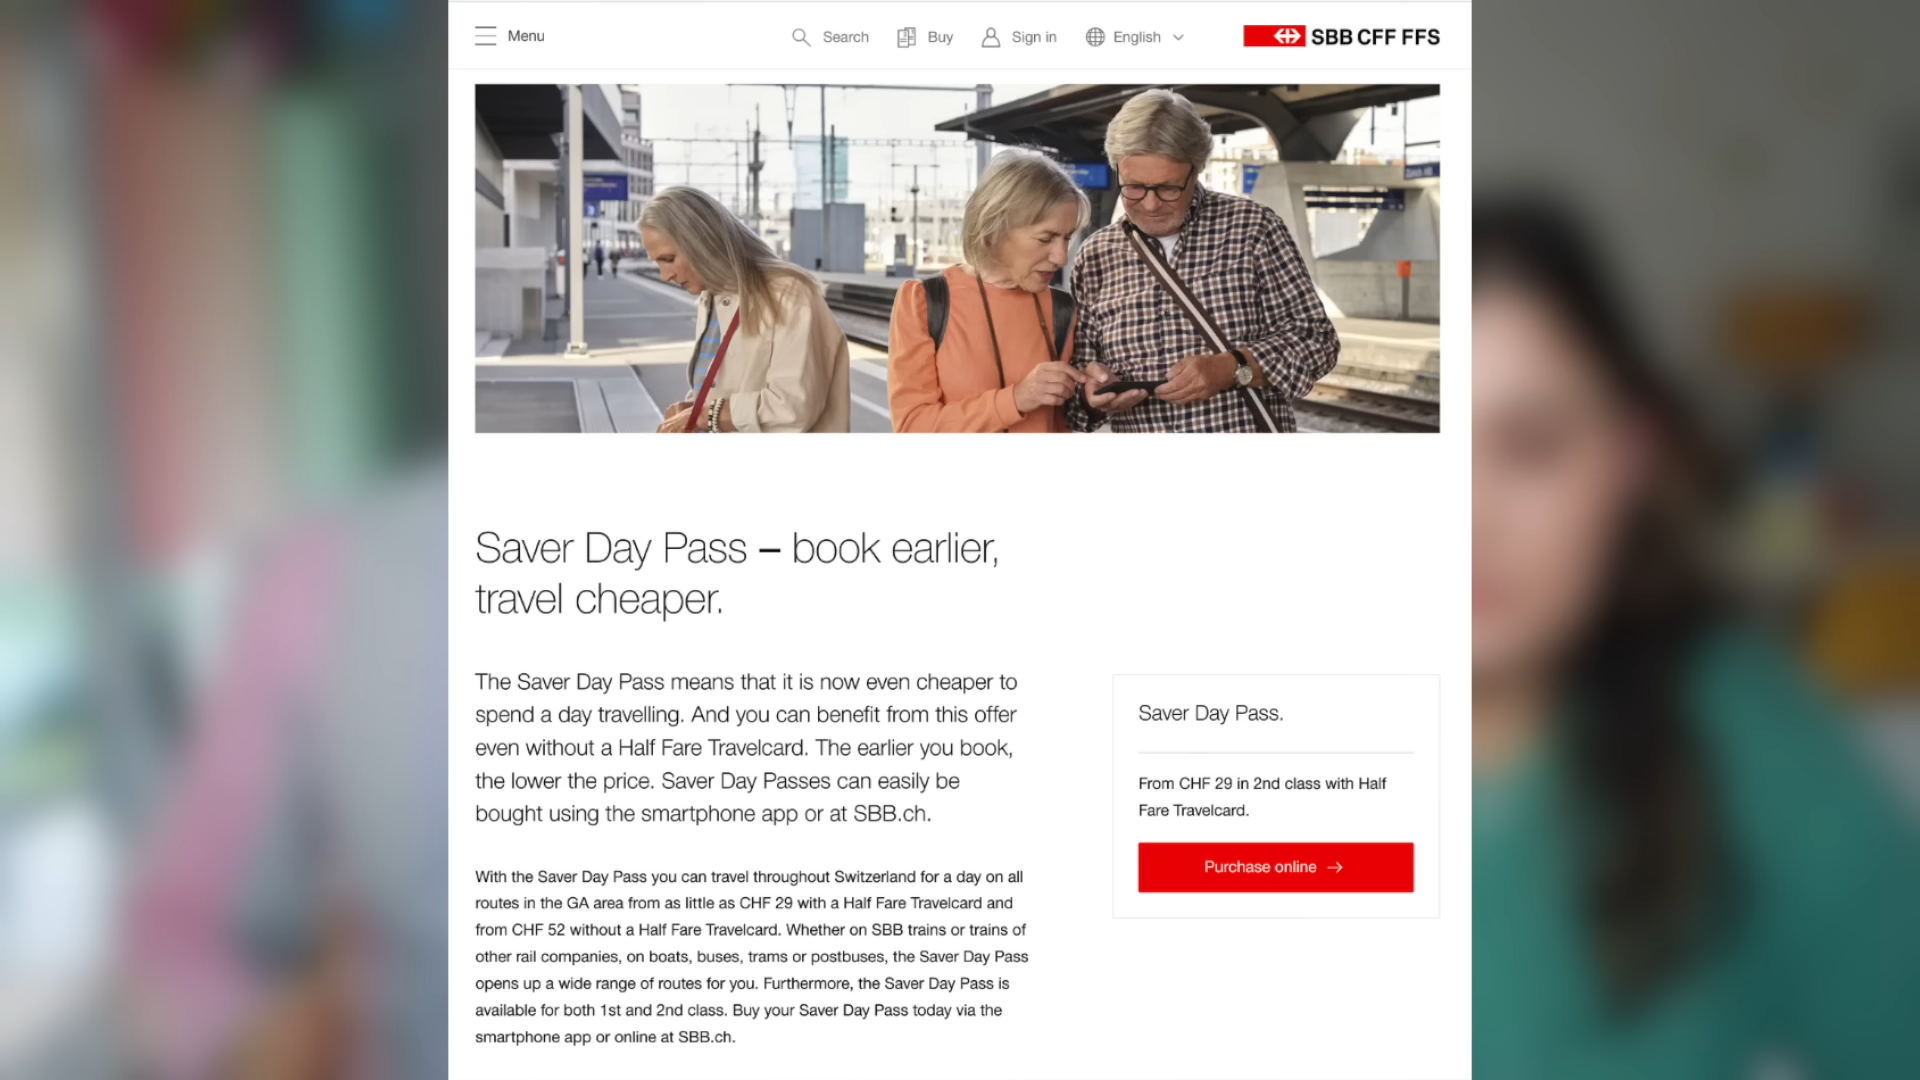 Menu
Search
Buy
Sign in
English
SBB CFF FFS
Saver Day Pass – book earlier,
travel cheaper.
The Saver Day Pass means that it is now even cheaper to
spend a day travelling. And you can benefit from this offer
even without a Half Fare Travelcard. The earlier you book,
the lower the price. Saver Day Passes can easily be
bought using the smartphone app or at SBB.ch.
With the Saver Day Pass you can travel throughout Switzerland for a day on all
routes in the GA area from as little as CHF 29 with a Half Fare Travelcard and
from CHF 52 without a Half Fare Travelcard. Whether on SBB trains or trains of
other rail companies, on boats, buses, trams or postbuses, the Saver Day Pass
opens up a wide range of routes for you. Furthermore, the Saver Day Pass is
available for both 1st and 2nd class. Buy your Saver Day Pass today via the
smartphone app or online at SBB.ch.
Saver Day Pass.
From CHF 29 in 2nd class with Half
Fare Travelcard.
Purchase online